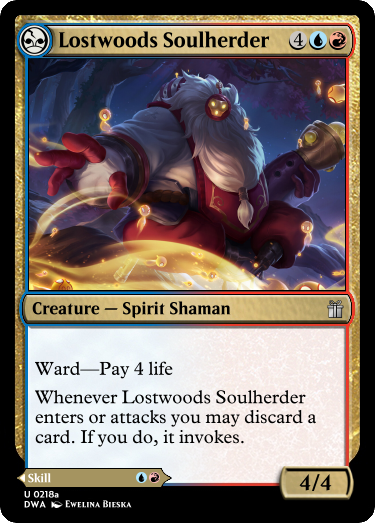 Lostwoods Soulherder 4
Creature — Spirit Shaman
Ward—Pay 4 life
Whenever Lostwoods Soulherder
enters or attacks you may discard a
card. If you do, it invokes.
Skill
4/4
U 0218a
DWA Ewelina Bieska